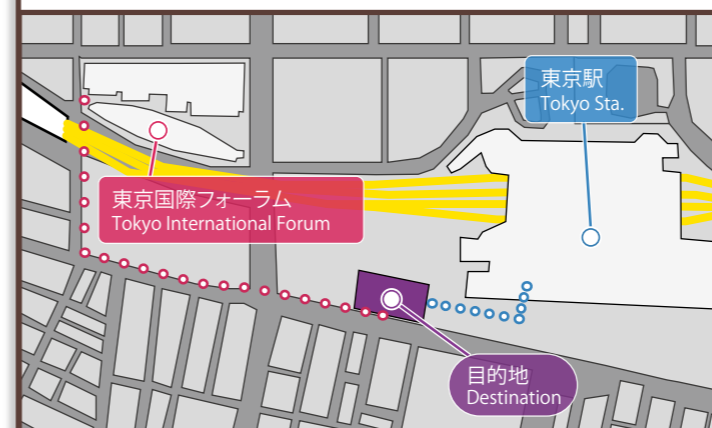 東京駅
Tokyo Sta.
東京国際フォーラム
Tokyo International Forum
目的地
Destination